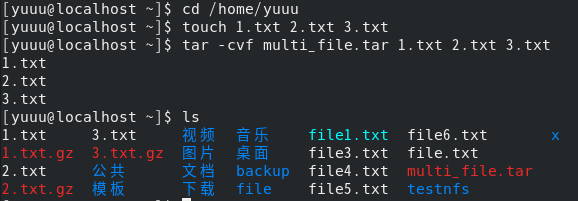 [yuuu@localhost ~]$ cd /home/yuuu
[yuuu@localhost ~]$ touch 1.txt 2.txt 3.txt
[yuuu@localhost ~]$ tar -cvf multi_file.tar 1.txt 2.txt 3.txt
1.txt
2.txt
3.txt
[yuuu@localhost ~]$ ls
1.txt 3.txt 视频 音乐 file1.txt file6.txt x
1.txt.gz 3.txt.gz 图片 桌面 file3.txt file.txt
2.txt 公共 文档 backup file4.txt multi_file.tar
2.txt.gz 模板 下载 file file5.txt testnfs